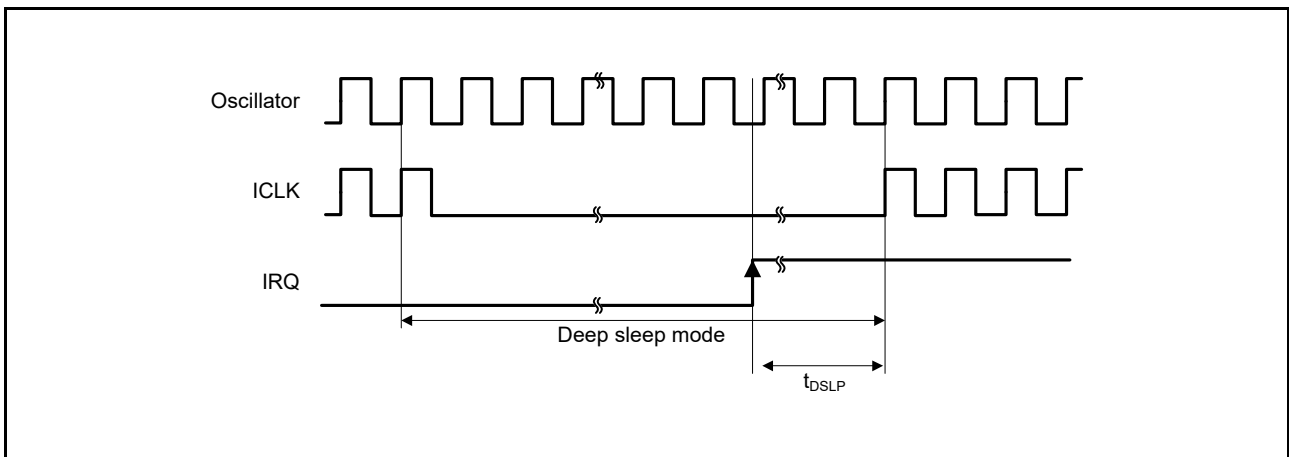 Oscillator
ICLK
IRQ
Deep sleep mode
tDSLP